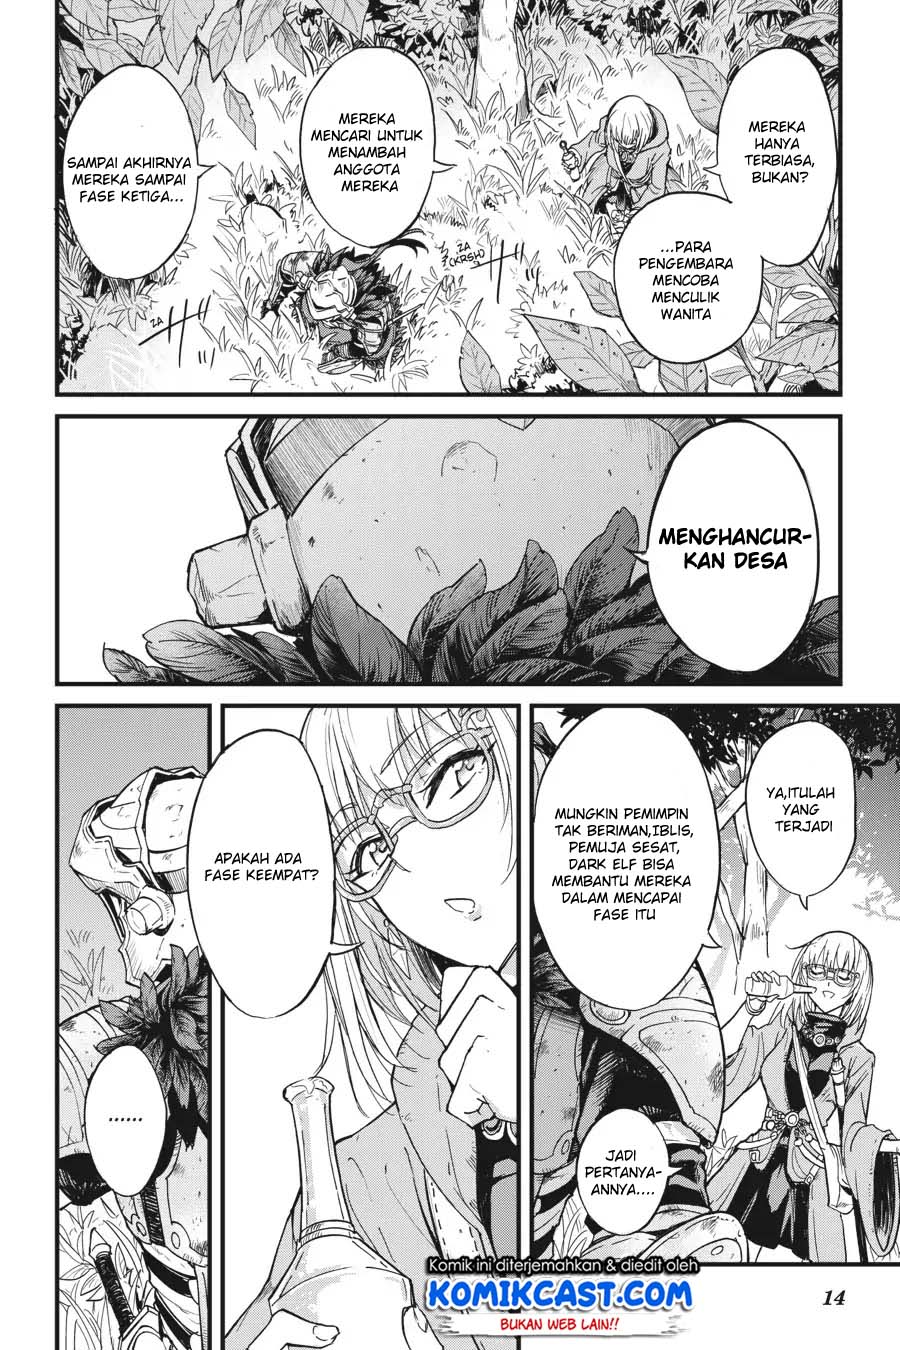 MEREKA
HANYA
TERBIASA,
BUKAN?
...PARA
PENGEMBARA
MENCOBA
MENCULIK
WANITA
MEREKA
MENCARI UNTUK
MENAMBAH
ANGGOTA
MEREKA
SAMPAI AKHIRNYA
MEREKA SAMPAI
FASE KETIGA...
ZA
(KRSH)
ZA
MENGHANCUR-
KAN DESA
YA,ITULAH
YANG
TERJADI
MUNGKIN PEMIMPIN
TAK BERIMAN,IBLIS,
PEMUJA SESAT,
DARK ELF BISA
MEMBANTU MEREKA
DALAM MENCAPAI
FASE ITU
JADI
PERTANYA-
ANNYA....
APAKAH ADA
FASE KEEMPAT?
......
Komik ini diterjemahkan & diedit oleh
KOMIKCAST.COM
BUKAN WEB LAIN!!
14